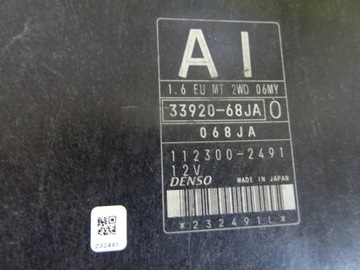 AI
1.6 EU MT 2WD 06MY
33920-68JA O
068JA
112300-2491
12V
DENSO MADE IN JAPAN
*232491L*
232491